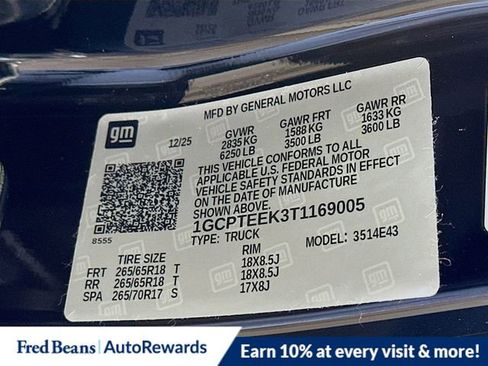 MFD BY GENERAL MOTORS LLC
gm
12/25
GVWR GAWR FRT GAWR RR
2835 KG 1588 KG 1633 KG
6250 LB 3500 LB 3600 LB
THIS VEHICLE CONFORMS TO ALL
APPLICABLE U.S. FEDERAL MOTOR
VEHICLE SAFETY STANDARDS IN EFFECT
ON THE DATE OF MANUFACTURE
SHOWN ABOVE.
1GCPTEEK3T1169005
8555
TYPE: TRUCK MODEL: 3514E43
TIRE SIZE RIM
FRT 265/65R18 T 18X8.5J
RR 265/65R18 T 18X8.5J
SPA 265/70R17 S 17X8J
Fred Beans | AutoRewards
Earn 10% at every visit & more!